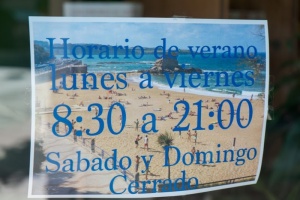 Horario de verano
lunes a viernes
8:30 a 21:00
Sabado y Domingo
Cerrado